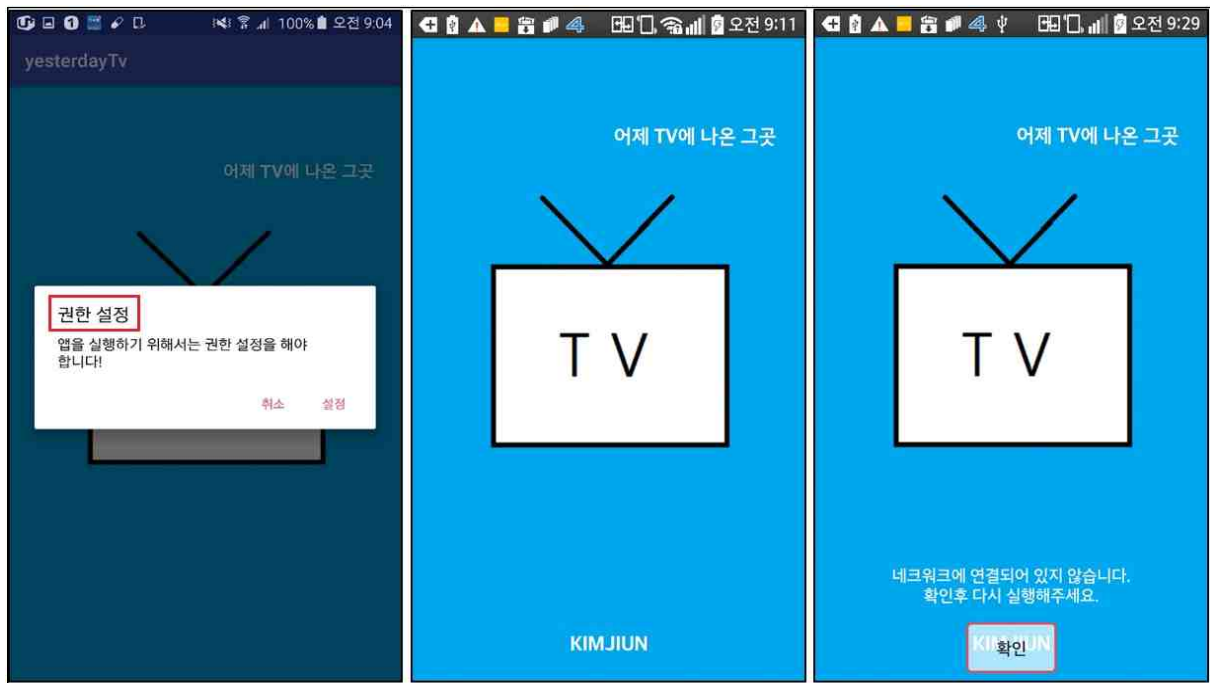 100% 오전 9:04
yesterdayTv
어제 TV에 나온 그곳
권한 설정
앱을 실행하기 위해서는 권한 설정을 해야
합니다!
취소 설정
오전 9:11
어제 TV에 나온 그곳
T V
KIMJIUN
오전 9:29
어제 TV에 나온 그곳
T V
네크워크에 연결되어 있지 않습니다.
확인후 다시 실행해주세요.
KIMJIUN
확인